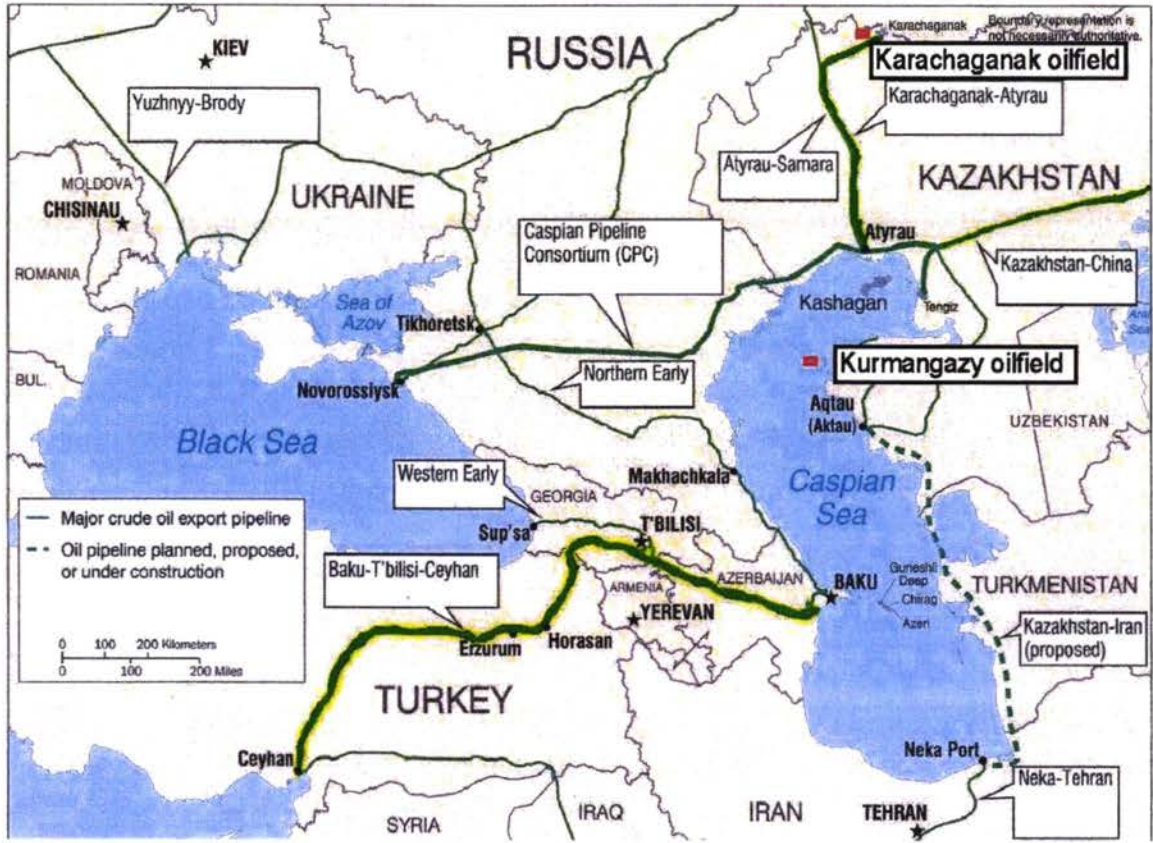 KIEV
RUSSIA
Karachaganak
Boundary representation is
not necessarily authoritative.
Karachaganak oilfield
Yuzhnyy-Brody
Karachaganak-Atyrau
Atyrau-Samara
MOLDOVA
CHISINAU
UKRAINE
KAZAKHSTAN
Caspian Pipeline
Consortium (CPC)
Atyrau
ROMANIA
Kazakhstan-China
Sea of
Azov
Kashagan
Tengiz
Tikhoretsk
Sea
BUL.
Novorossiysk
Northern Early
Kurmangazy oilfield
Aqtau
(Aktau)
UZBEKISTAN
Black Sea
Western Early
Makhachkala
Caspian
Sea
GEORGIA
Major crude oil export pipeline
Sup'sa
T'BILISI
Oil pipeline planned, proposed,
or under construction
Baku-T'bilisi-Ceyhan
ARMENIA
AZERBAIJAN
BAKU
Guneshli
Deep
Chirag
Azeri
TURKMENISTAN
YEREVAN
0 100 200 Kilometers
0 100 200 Miles
Erzurum
Horasan
Kazakhstan-Iran
(proposed)
TURKEY
Ceyhan
Neka Port
Neka-Tehran
SYRIA
IRAQ
IRAN
TEHRAN